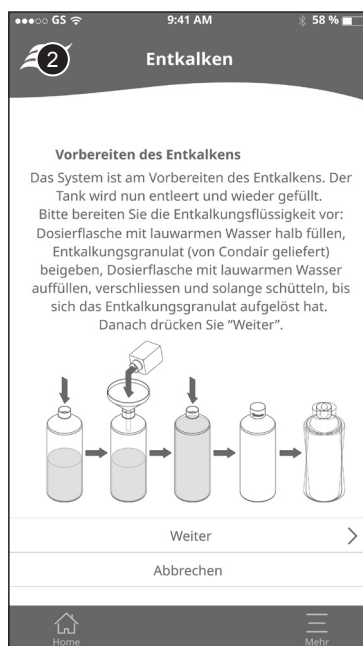 ●●●○○ GS 9:41 AM 58 %
2
Entkalken
Vorbereiten des Entkalkens
Das System ist am Vorbereiten des Entkalkens. Der
Tank wird nun entleert und wieder gefüllt.
Bitte bereiten Sie die Entkalkungsflüssigkeit vor:
Dosierflasche mit lauwarmen Wasser halb füllen,
Entkalkungsgranulat (von Condair geliefert)
beigeben, Dosierflasche mit lauwarmen Wasser
auffüllen, verschliessen und solange schütteln, bis
sich das Entkalkungsgranulat aufgelöst hat.
Danach drücken Sie “Weiter”.
Weiter
Abbrechen
Home Mehr